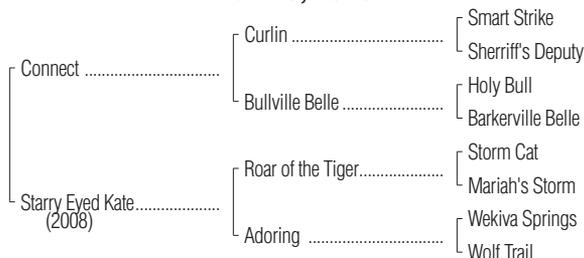 Smart Strike
Curlin ........................................
Sherriff's Deputy
Connect ....................................
Holy Bull
Bullville Belle ...........................
Barkerville Belle
Storm Cat
Roar of the Tiger......................
Mariah's Storm
Starry Eyed Kate......................
(2008)
Wekiva Springs
Adoring ....................................
Wolf Trail